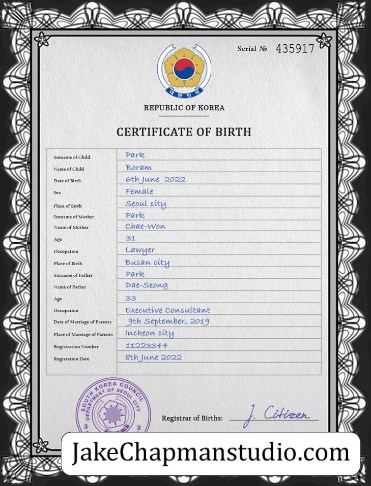 Serial № 435917
REPUBLIC OF KOREA
CERTIFICATE OF BIRTH
Surname of Child Park
Name of Child Boram
Date of Birth 6th June 2022
Sex Female
Place of Birth Seoul city
Surname of Mother Park
Name of Mother Chae-Won
Age 31
Occupation Lawyer
Place of Birth Busan city
Surname of Father Park
Name of Father Dae-Seong
Age 33
Occupation Executive Consultant
Date of Marriage of Parents 9th September, 2019
Place of Marriage of Parents Incheon city
Registration Number 11223344
Registration Date 8th June 2022
SOUTH KOREA COUNCIL
DEPARTMENT OF SEOUL CITY
Registrar of Births: J. Citizen
JakeChapmanstudio.com